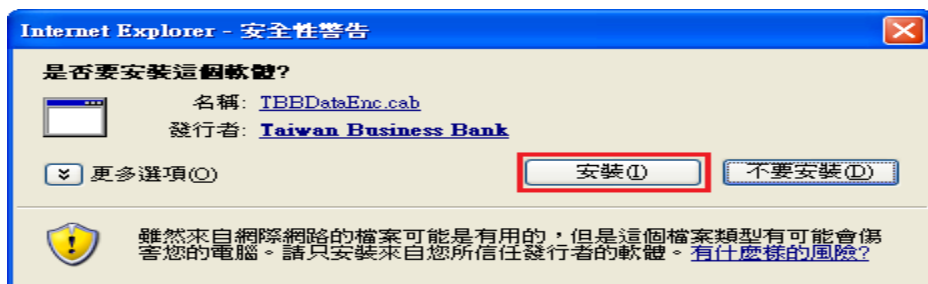 Internet Explorer - 安全性警告
是否要安裝這個軟體?
名稱: TBBDataEnc.cab
發行者: Taiwan Business Bank
更多選項(O)
安裝(I)
不要安裝(D)
雖然來自網際網路的檔案可能是有用的，但是這個檔案類型有可能會傷
害您的電腦。請只安裝來自您所信任發行者的軟體。有什麼樣的風險?